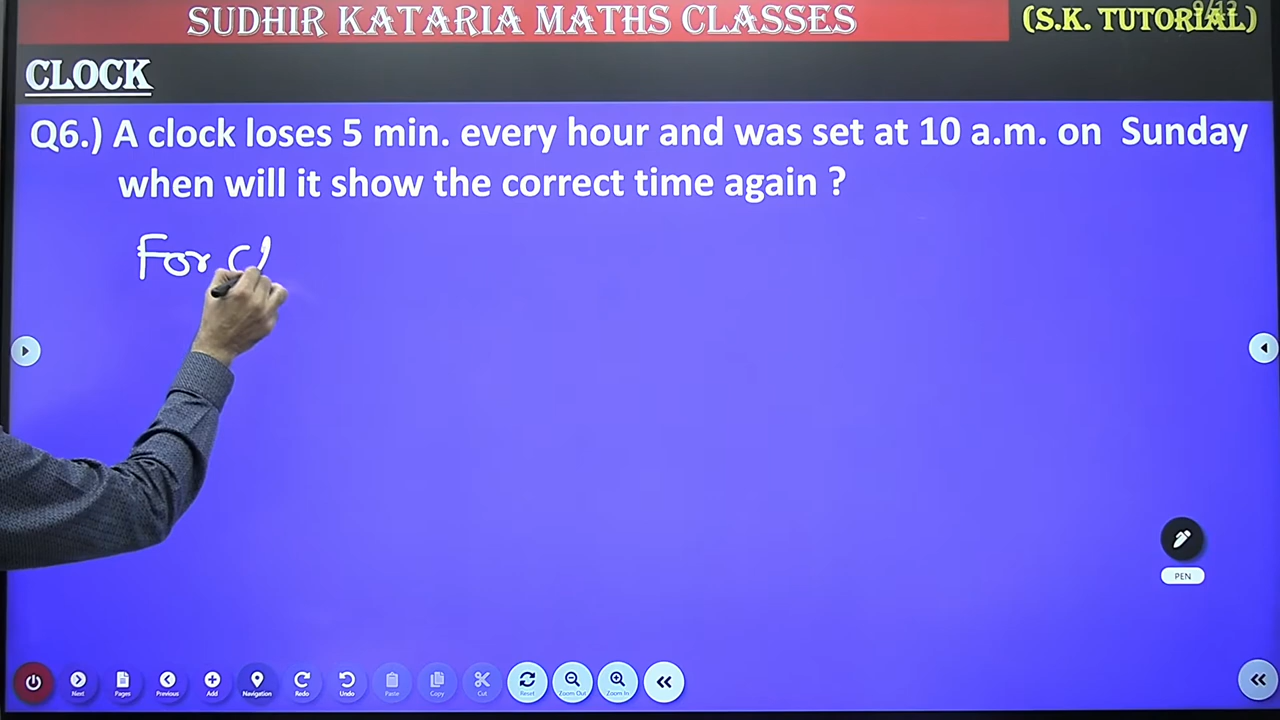 SUDHIR KATARIA MATHS CLASSES
(S.K. TUTORIAL)
9/12
CLOCK
Q6.) A clock loses 5 min. every hour and was set at 10 a.m. on Sunday
when will it show the correct time again ?
For
PEN
Next
Pages
Previous
Add
Navigation
Redo
Undo
Paste
Copy
Cut
Reset
Zoom Out
Zoom In